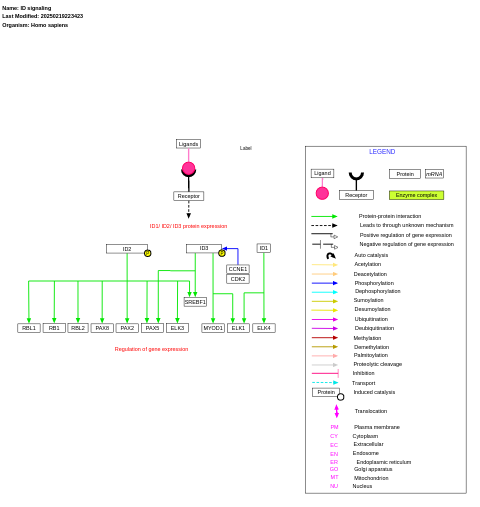 Name: ID signaling
Last Modified: 20250219223423
Organism: Homo sapiens
Ligands
Label
Receptor
ID1/ ID2/ ID3 protein expression
ID2
P
ID3
P
ID1
CCNE1
CDK2
SREBF1
RBL1
RB1
RBL2
PAX8
PAX2
PAX5
ELK3
MYOD1
ELK1
ELK4
Regulation of gene expression
LEGEND
Ligand
Protein
mRNA
Receptor
Enzyme complex
Protein-protein interaction
Leads to through unknown mechanism
Positive regulation of gene expression
Negative regulation of gene expression
Auto catalysis
Acetylation
Deacetylation
Phosphorylation
Dephosphorylation
Sumoylation
Desumoylation
Ubiquitination
Deubiquitination
Methylation
Demethylation
Palmitoylation
Proteolytic cleavage
Inhibition
Transport
Protein
Induced catalysis
Translocation
PM Plasma membrane
CY Cytoplasm
EC Extracellular
EN Endosome
ER Endoplasmic reticulum
GO Golgi apparatus
MT Mitochondrion
NU Nucleus